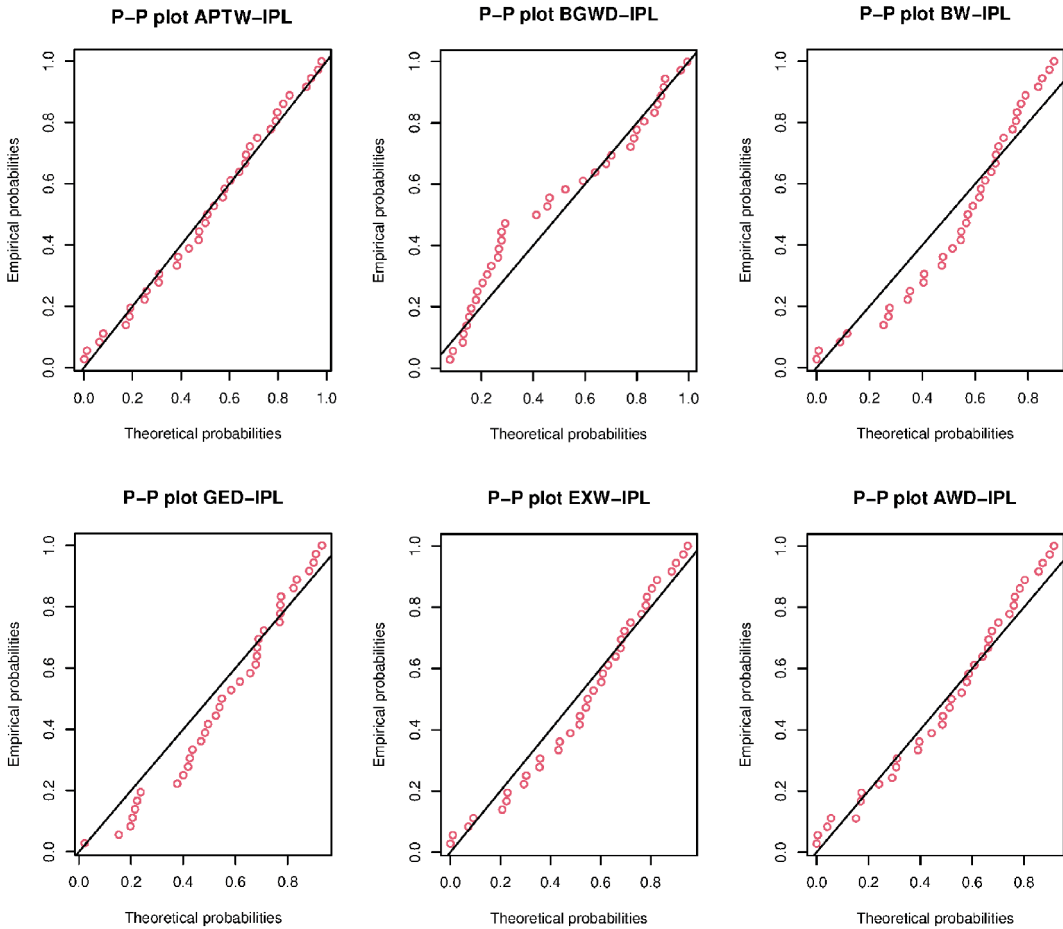 P−P plot APTW−IPL
Empirical probabilities
0.0 0.2 0.4 0.6 0.8 1.0
0.0 0.2 0.4 0.6 0.8 1.0
Theoretical probabilities
P−P plot BGWD−IPL
Empirical probabilities
0.0 0.2 0.4 0.6 0.8 1.0
0.2 0.4 0.6 0.8 1.0
Theoretical probabilities
P−P plot BW−IPL
Empirical probabilities
0.0 0.2 0.4 0.6 0.8 1.0
0.0 0.2 0.4 0.6 0.8
Theoretical probabilities
P−P plot GED−IPL
Empirical probabilities
0.0 0.2 0.4 0.6 0.8 1.0
0.0 0.2 0.4 0.6 0.8
Theoretical probabilities
P−P plot EXW−IPL
Empirical probabilities
0.0 0.2 0.4 0.6 0.8 1.0
0.0 0.2 0.4 0.6 0.8
Theoretical probabilities
P−P plot AWD−IPL
Empirical probabilities
0.0 0.2 0.4 0.6 0.8 1.0
0.0 0.2 0.4 0.6 0.8
Theoretical probabilities